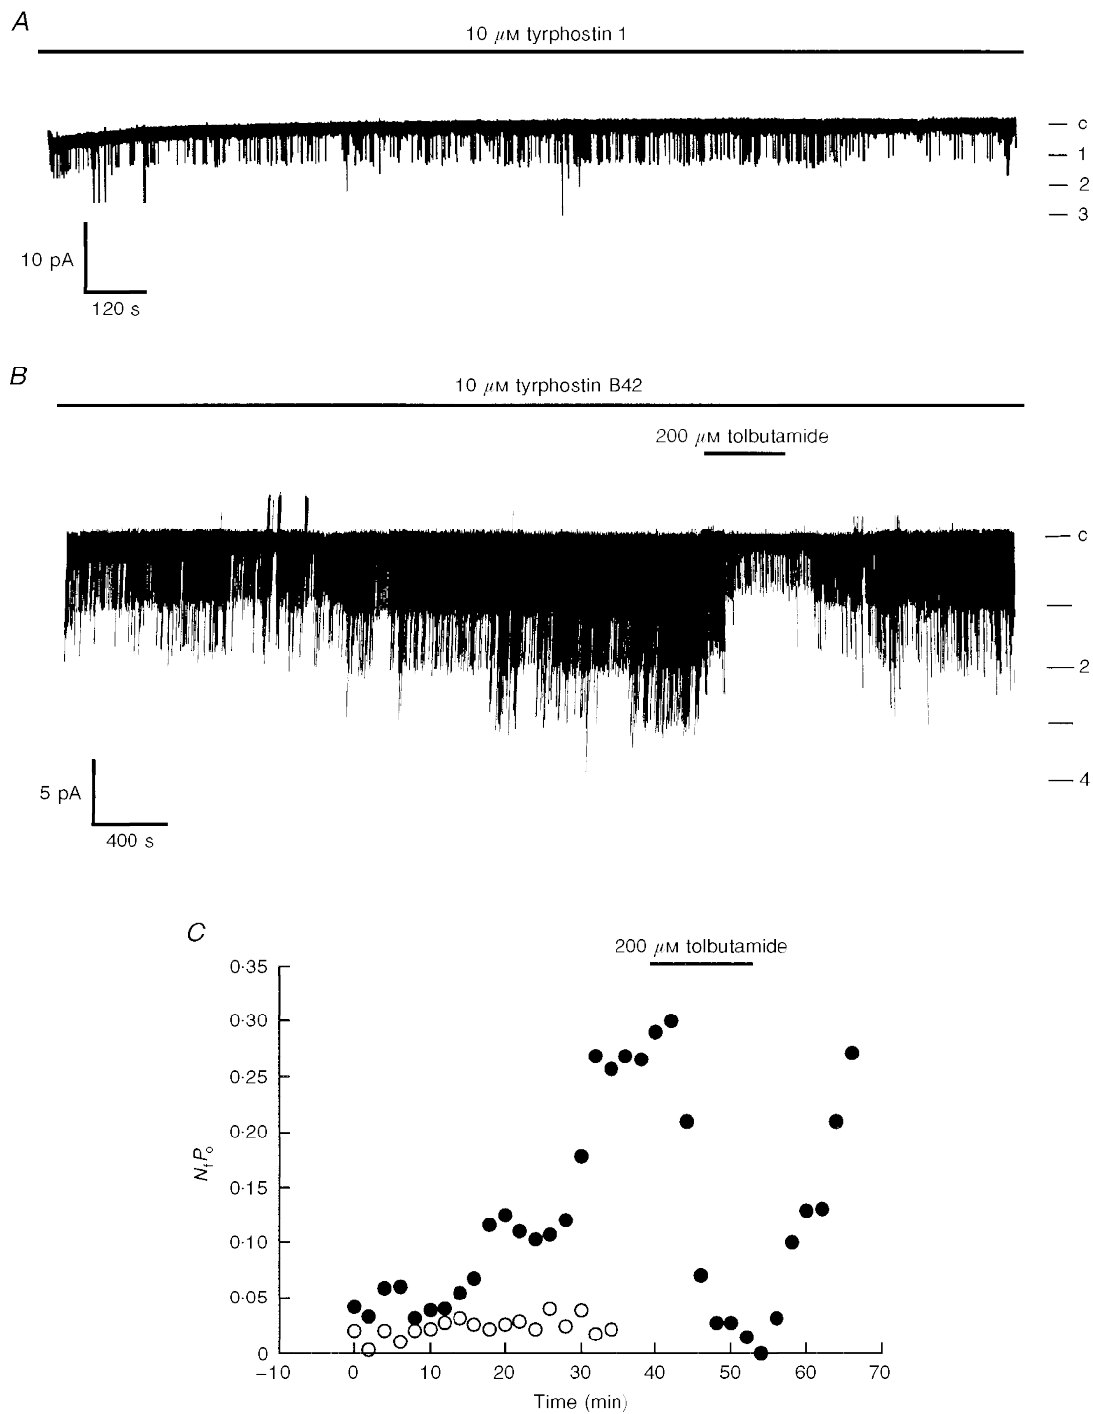 A
10 μM tyrphostin 1
c
1
2
3
10 pA
120 s
B
10 μM tyrphostin B42
200 μM tolbutamide
c
2
4
5 pA
400 s
C
200 μM tolbutamide
0·35
0·30
0·25
0·20
0·15
0·10
0·05
0
NfPo
−10 0 10 20 30 40 50 60 70
Time (min)